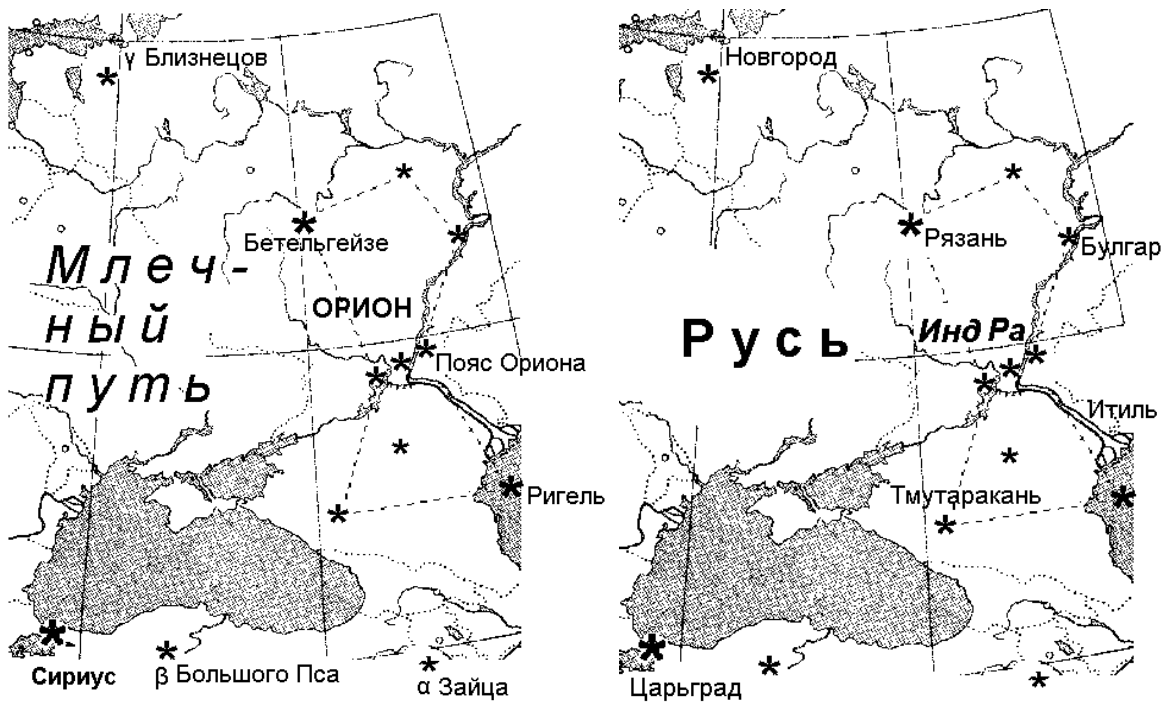 γ Близнецов
Бетельгейзе
Млеч-
ный
путь
ОРИОН
Пояс Ориона
Ригель
Сириус
β Большого Пса
α Зайца
Новгород
Рязань
Булгар
Русь
Инд Ра
Итиль
Тмутаракань
Царьград